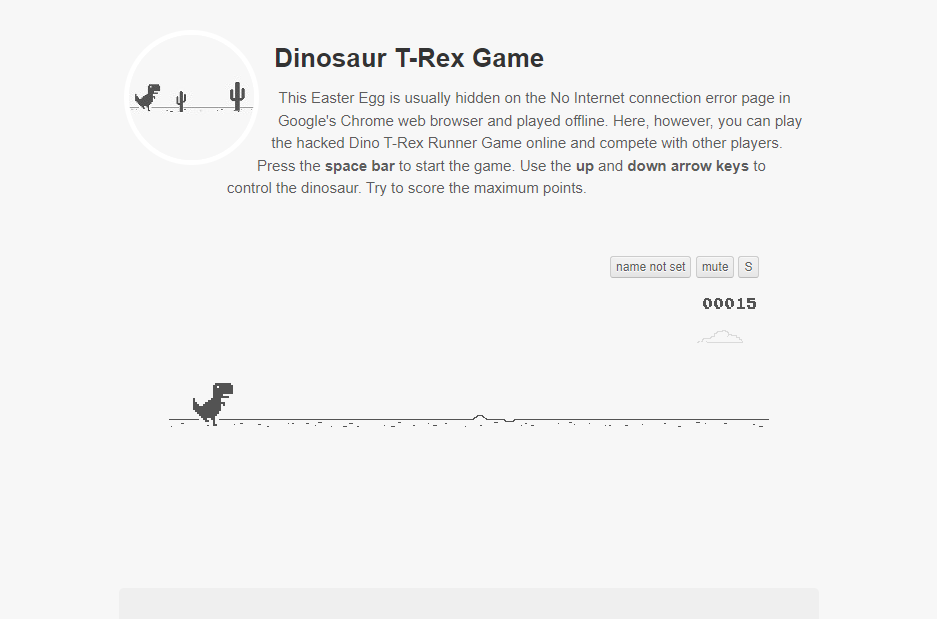 Dinosaur T-Rex Game
This Easter Egg is usually hidden on the No Internet connection error page in
Google's Chrome web browser and played offline. Here, however, you can play
the hacked Dino T-Rex Runner Game online and compete with other players.
Press the space bar to start the game. Use the up and down arrow keys to
control the dinosaur. Try to score the maximum points.
name not set mute S
00015